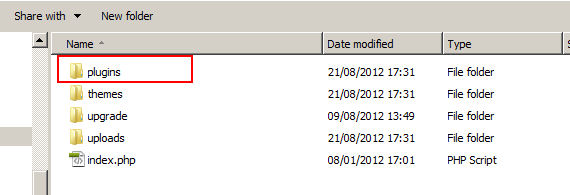 Share with New folder
Name Date modified Type
plugins 21/08/2012 17:31 File folder
themes 21/08/2012 17:31 File folder
upgrade 09/08/2012 13:49 File folder
uploads 21/08/2012 17:31 File folder
index.php 08/01/2012 17:01 PHP Script